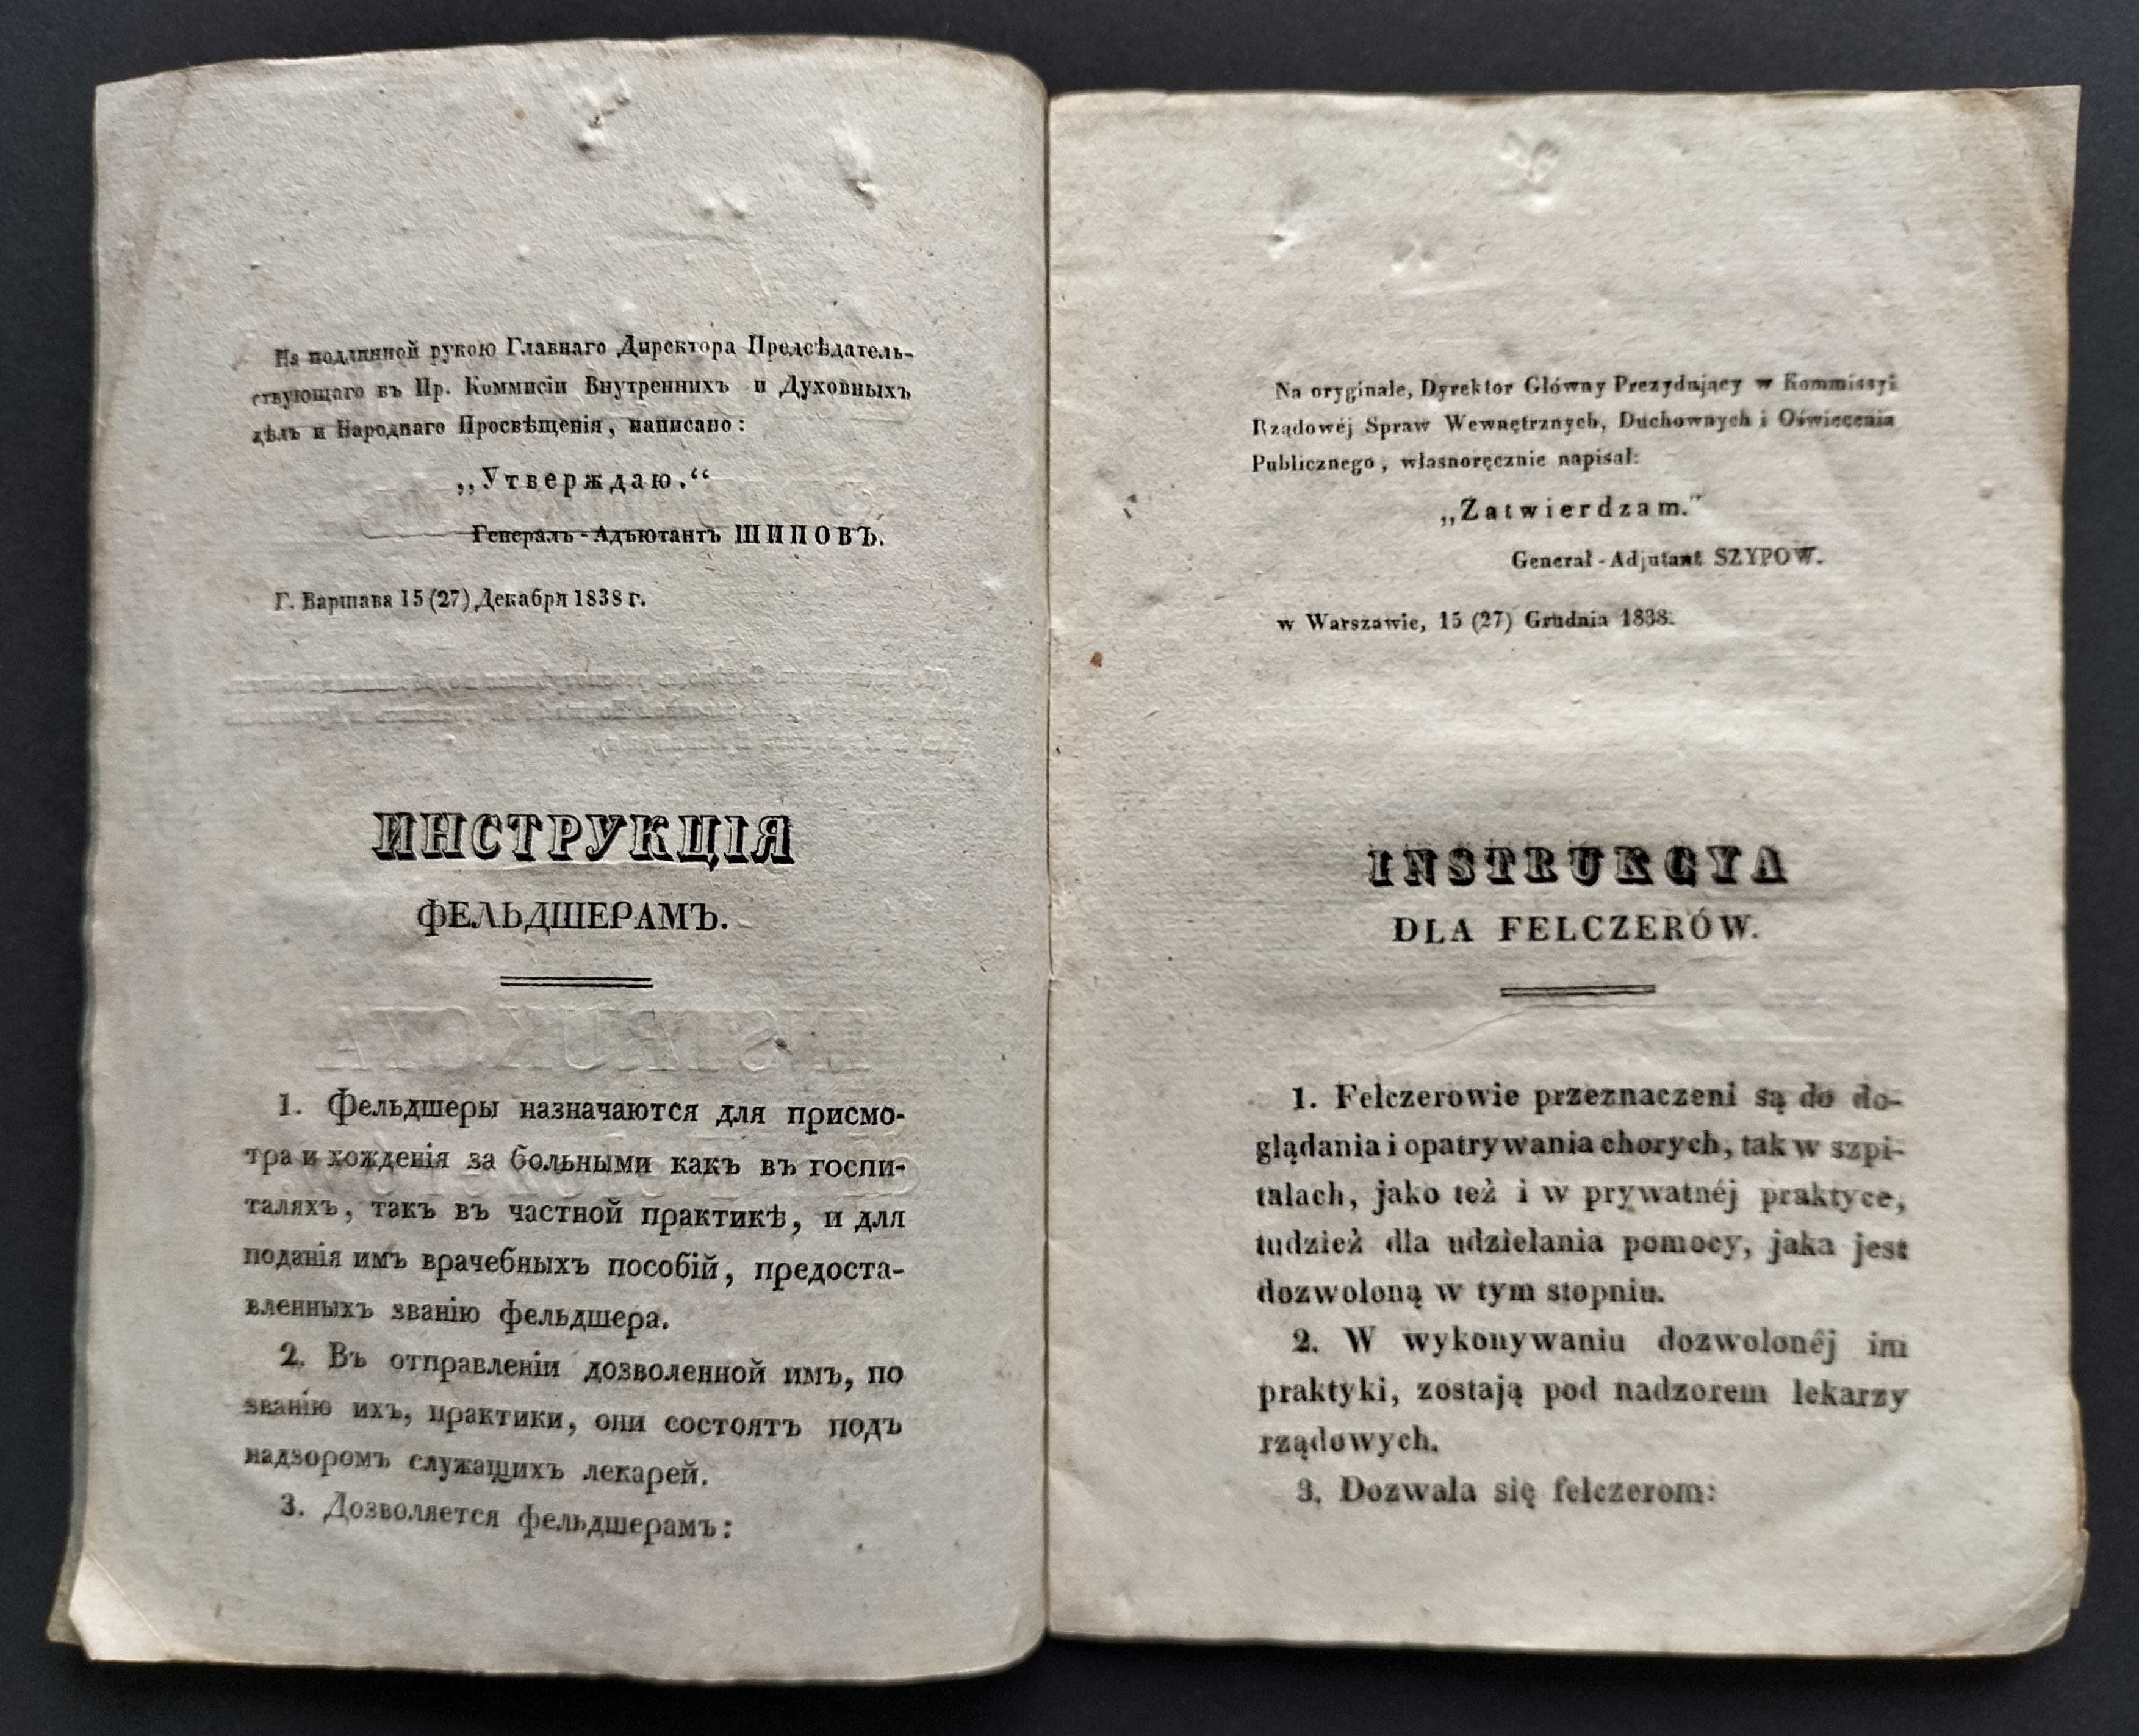 На подлинной рукою Главнаго Директора Предсѣдатель-
ствующаго въ Пр. Коммисіи Внутреннихъ и Духовныхъ
дѣлъ и Народнаго Просвѣщенія, написано:
„Утверждаю.“
Генералъ-Адъютантъ ШИПОВЪ.
Г. Варшава 15 (27) Декабря 1838 г.
ИНСТРУКЦІЯ
ФЕЛЬДШЕРАМЪ.
1. Фельдшеры назначаются для присмо-
тра и хожденія за больными какъ въ госпи-
таляхъ, такъ въ частной практикѣ, и для
поданія имъ врачебныхъ пособій, предоста-
вленныхъ званію фельдшера.
2. Въ отправленіи дозволенной имъ, по
званію ихъ, практики, они состоятъ подъ
надзоромъ служащихъ лекарей.
3. Дозволяется фельдшерамъ:
Na oryginale, Dyrektor Główny Prezydujący w Kommissyi
Rządowéj Spraw Wewnętrznych, Duchownych i Oświecenia
Publicznego, własnoręcznie napisał:
„Zatwierdzam.”
Generał-Adjutant SZYPOW.
w Warszawie, 15 (27) Grudnia 1838.
INSTRUKCYA
DLA FELCZERÓW.
1. Felczerowie przeznaczeni są do do-
glądania i opatrywania chorych, tak w szpi-
talach, jako też i w prywatnéj praktyce,
tudzież dla udzielania pomocy, jaka jest
dozwoloną w tym stopniu.
2. W wykonywaniu dozwolonéj im
praktyki, zostają pod nadzorem lekarzy
rządowych.
3. Dozwala się felczerom: